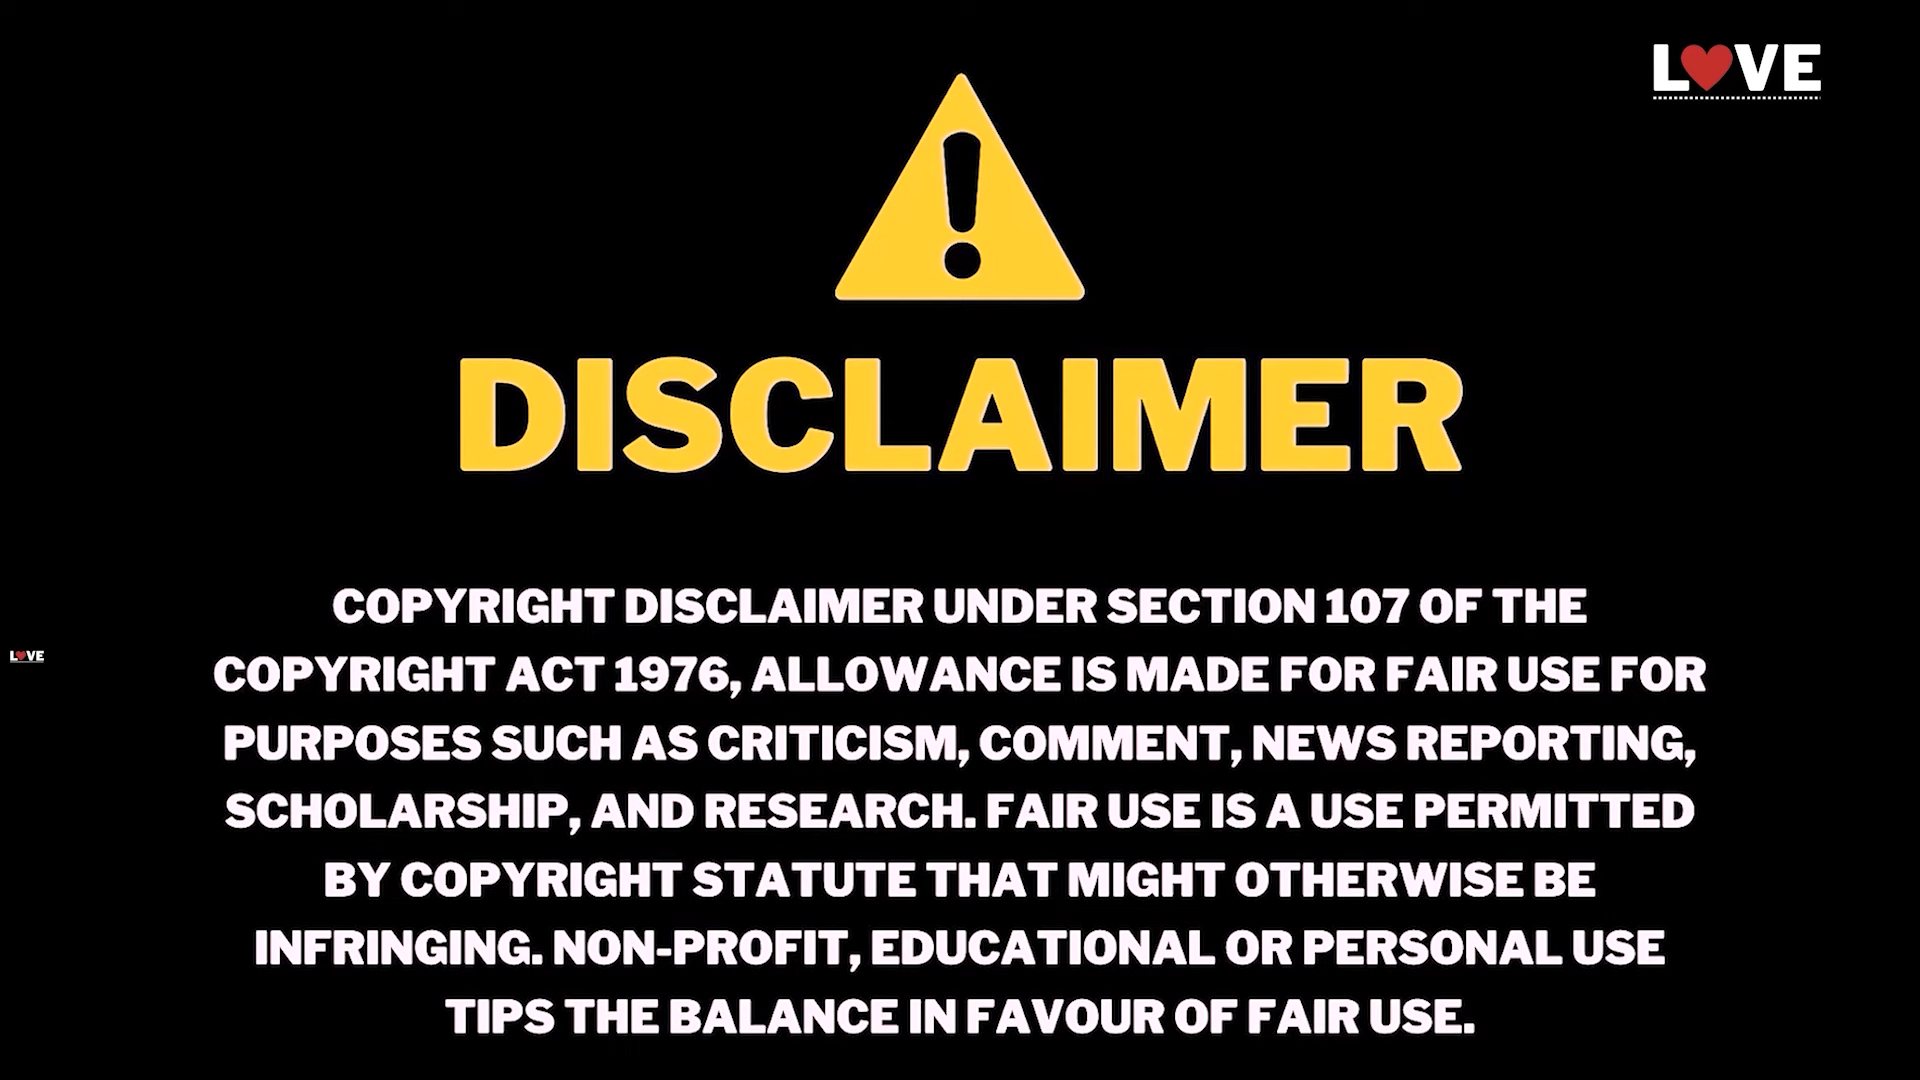 LOVE
DISCLAIMER
COPYRIGHT DISCLAIMER UNDER SECTION 107 OF THE
COPYRIGHT ACT 1976, ALLOWANCE IS MADE FOR FAIR USE FOR
PURPOSES SUCH AS CRITICISM, COMMENT, NEWS REPORTING,
SCHOLARSHIP, AND RESEARCH. FAIR USE IS A USE PERMITTED
BY COPYRIGHT STATUTE THAT MIGHT OTHERWISE BE
INFRINGING. NON-PROFIT, EDUCATIONAL OR PERSONAL USE
TIPS THE BALANCE IN FAVOUR OF FAIR USE.
LOVE